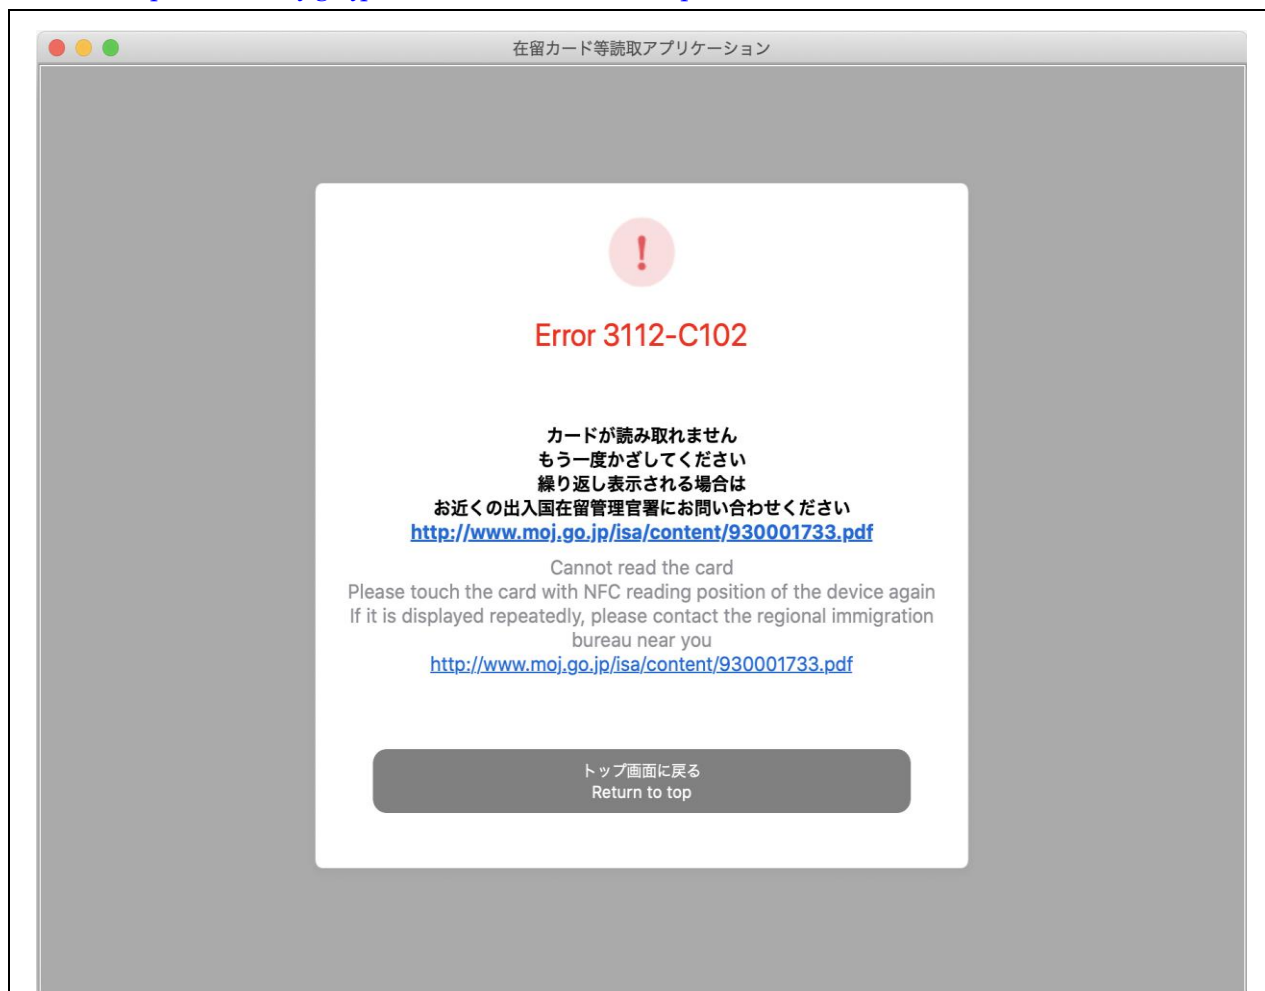 在留カード等読取アプリケーション
!
Error 3112-C102
カードが読み取れません
もう一度かざしてください
繰り返し表示される場合は
お近くの出入国在留管理官署にお問い合わせください
http://www.moj.go.jp/isa/content/930001733.pdf
Cannot read the card
Please touch the card with NFC reading position of the device again
If it is displayed repeatedly, please contact the regional immigration
bureau near you
http://www.moj.go.jp/isa/content/930001733.pdf
トップ画面に戻る
Return to top